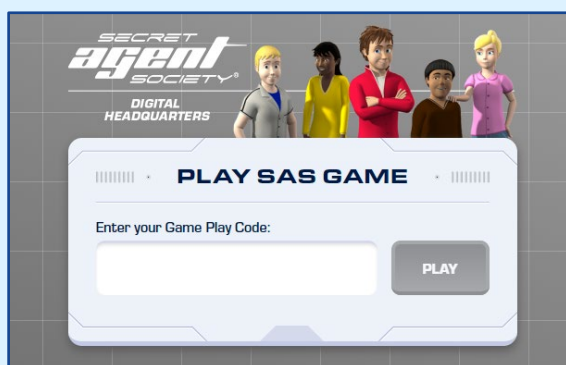 SECRET
agent
SOCIETY®
DIGITAL
HEADQUARTERS
PLAY SAS GAME
Enter your Game Play Code:
PLAY